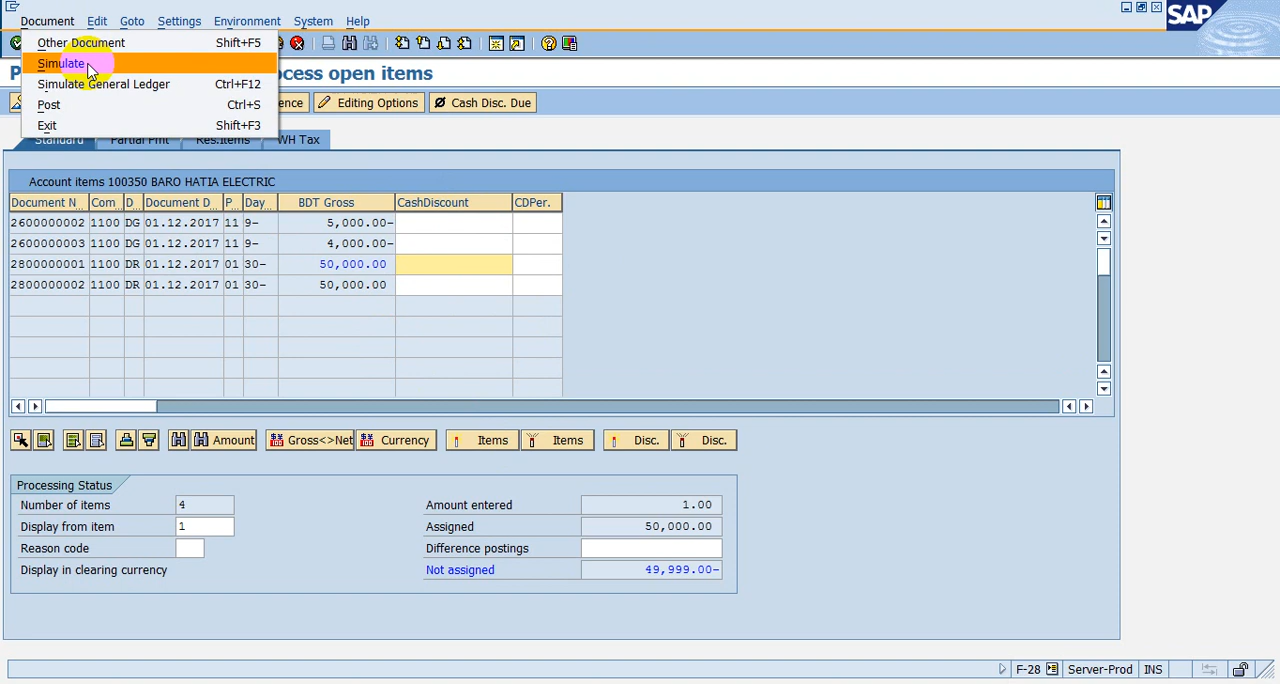 Document Edit Goto Settings Environment System Help
SAP
Other Document Shift+F5
Simulate
Simulate General Ledger Ctrl+F12
Post Ctrl+S
Exit Shift+F3
P ocess open items
ence Editing Options Cash Disc. Due
Standard Partial Pmt Res.Items WH Tax
Account items 100350 BARO HATIA ELECTRIC
Document N... Com... D... Document D... P... Day... BDT Gross CashDiscount CDPer.
2600000002 1100 DG 01.12.2017 11 9- 5,000.00-
2600000003 1100 DG 01.12.2017 11 9- 4,000.00-
2800000001 1100 DR 01.12.2017 01 30- 50,000.00
2800000002 1100 DR 01.12.2017 01 30- 50,000.00
Amount Gross<>Net Currency Items Items Disc. Disc.
Processing Status
Number of items 4
Amount entered 1.00
Display from item 1
Assigned 50,000.00
Reason code
Difference postings
Display in clearing currency
Not assigned 49,999.00-
F-28 Server-Prod INS